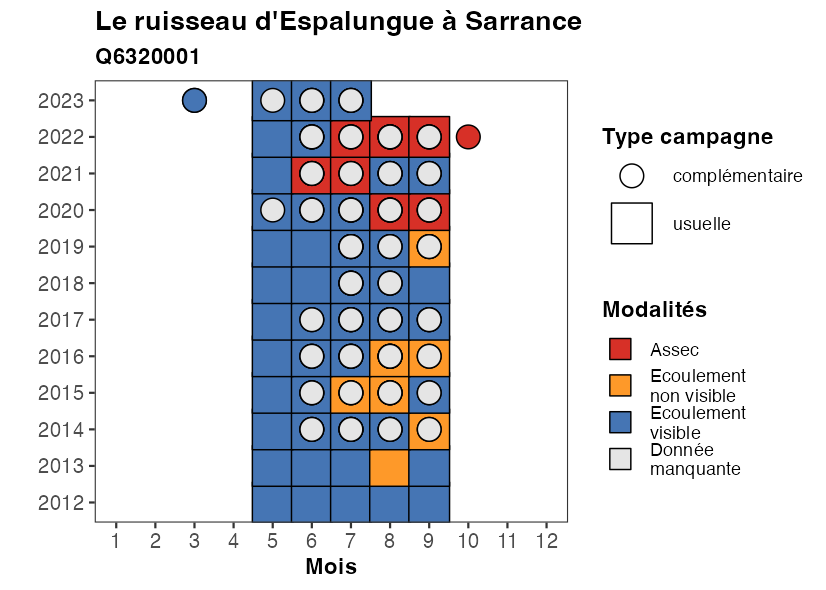 Le ruisseau d'Espalungue à Sarrance
Q6320001
2023
2022
2021
2020
2019
2018
2017
2016
2015
2014
2013
2012
1 2 3 4 5 6 7 8 9 10 11 12
Mois
Type campagne
complémentaire
usuelle
Modalités
Assec
Ecoulement
non visible
Ecoulement
visible
Donnée
manquante